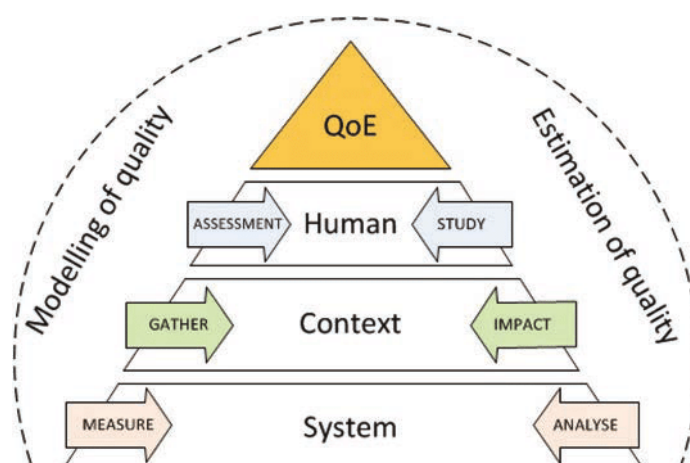 QoE
Modelling of quality
Estimation of quality
ASSESSMENT
Human
STUDY
GATHER
Context
IMPACT
MEASURE
System
ANALYSE